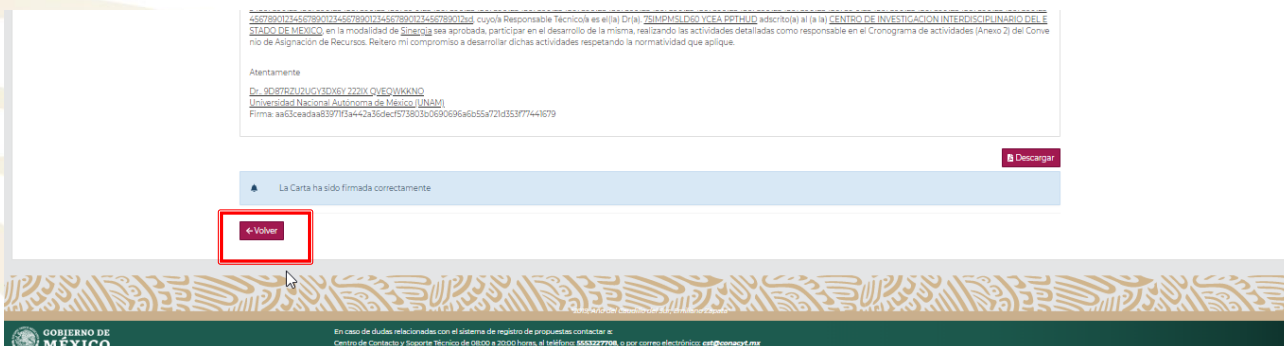 45678901234567890123456789012345678901234567890123456789012sd, cuyo/a Responsable Técnico/a es el(la) Dr(a). 75IMPMSLD60 YCEA PPTHUD adscrito(a) al (a la) CENTRO DE INVESTIGACION INTERDISCIPLINARIO DEL E
STADO DE MEXICO, en la modalidad de Sinergia sea aprobada, participar en el desarrollo de la misma, realizando las actividades detalladas como responsable en el Cronograma de actividades (Anexo 2) del Conve
nio de Asignación de Recursos. Reitero mi compromiso a desarrollar dichas actividades respetando la normatividad que aplique.
Atentamente
Dr. 9D87RZU2UGY3DX6Y 222IX QVEQWKKNO
Universidad Nacional Autónoma de México (UNAM)
Firma: aa63ceadaa83971f3a442a36decf573803b0690696a6b55a721d353f77441679
Descargar
La Carta ha sido firmada correctamente
Volver
GOBIERNO DE
MÉXICO
En caso de dudas relacionadas con el sistema de registro de propuestas contactar a:
Centro de Contacto y Soporte Técnico de 08:00 a 20:00 horas, al teléfono: 5553227708, o por correo electrónico: cst@conacyt.mx